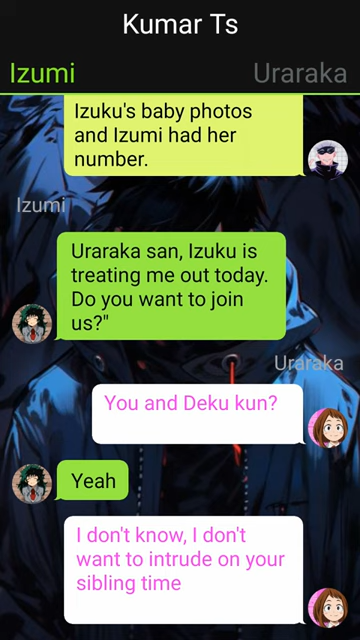 Kumar Ts
Izumi
Uraraka
Izuku's baby photos
and Izumi had her
number.
Izumi
Uraraka san, Izuku is
treating me out today.
Do you want to join
us?"
Uraraka
You and Deku kun?
Yeah
I don't know, I don't
want to intrude on your
sibling time